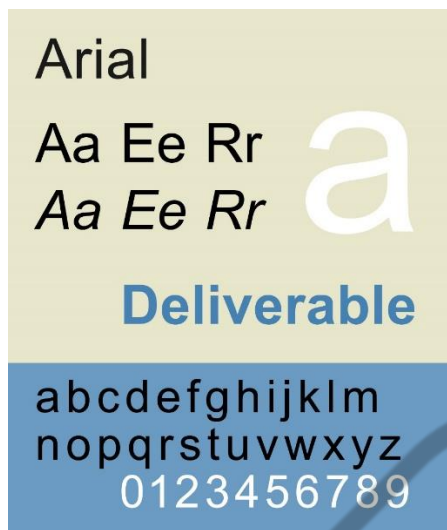 Arial
Aa Ee Rr
a
Aa Ee Rr
Deliverable
abcdefghijklm
nopqrstuvwxyz
0123456789